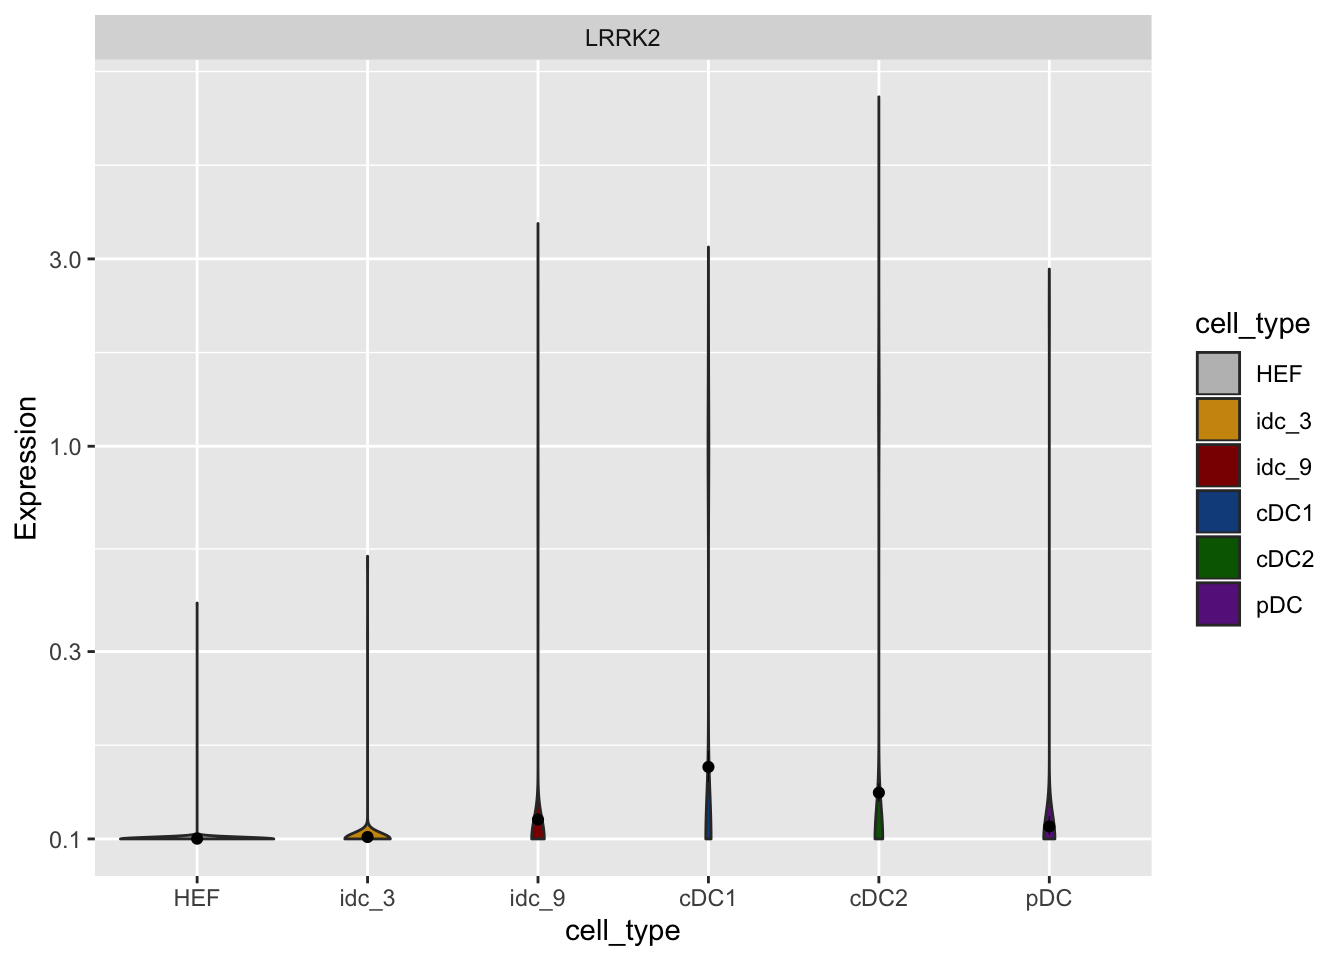 LRRK2
Expression
3.0
1.0
0.3
0.1
HEF idc_3 idc_9 cDC1 cDC2 pDC
cell_type
cell_type
HEF
idc_3
idc_9
cDC1
cDC2
pDC